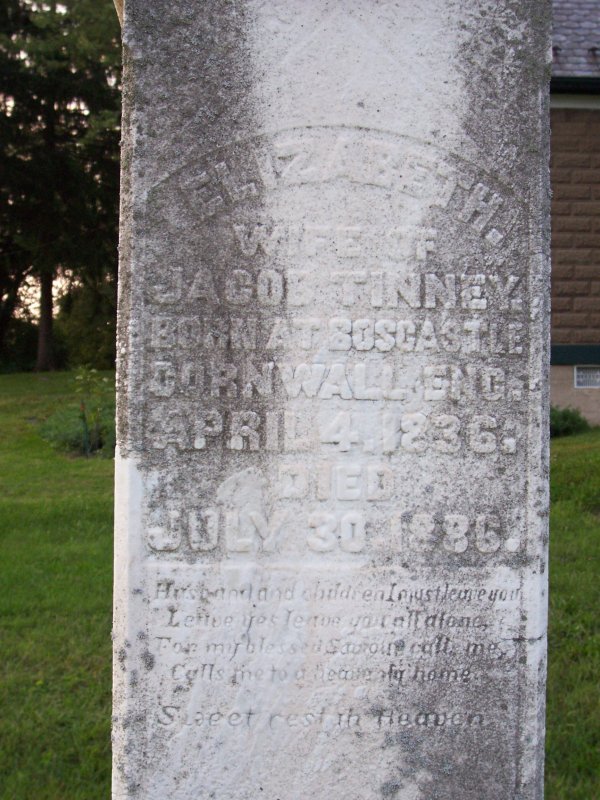 ELIZABETH.
WIFE OF
JACOB TINNEY,
BORN AT BOSCASTLE
CORNWALL, ENG.
APRIL 4, 1836;
DIED
JULY 30, 1886.
Husband and children I must leave you
Leave yes leave you all alone,
For my blessed Saviour calls me,
Calls me to a heavenly home.
Sweet rest in Heaven